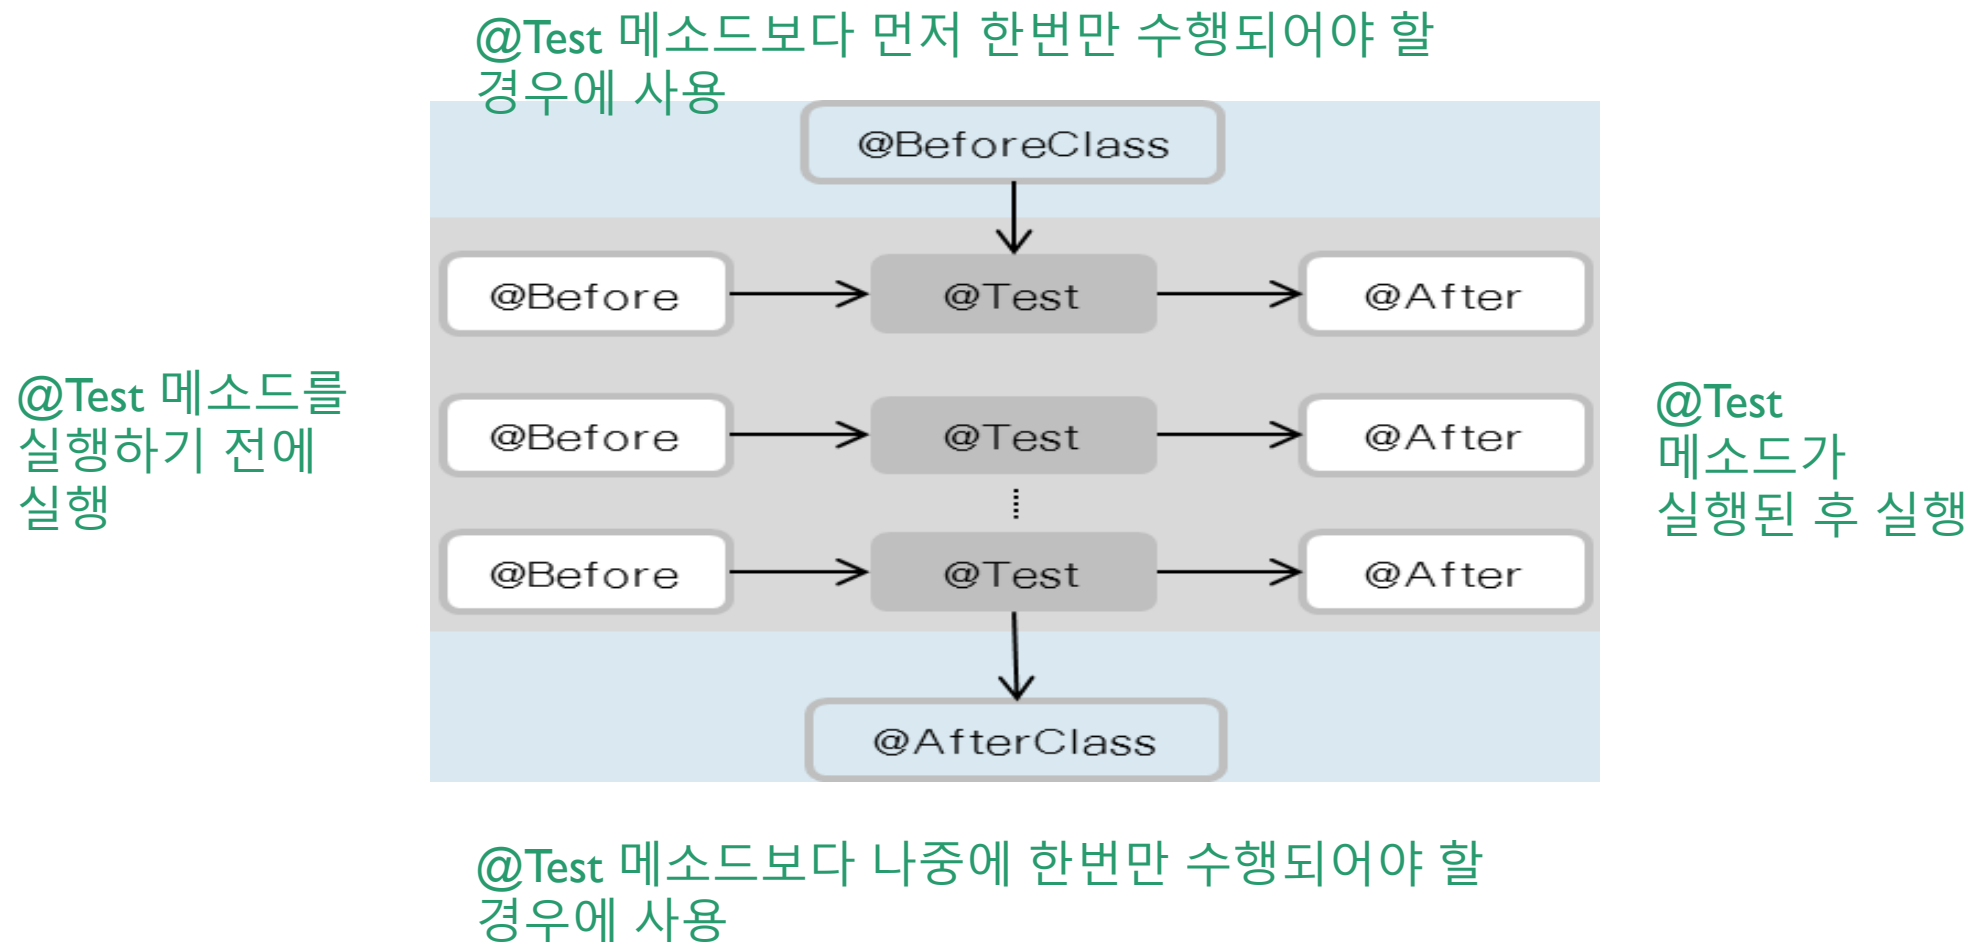 @Test 메소드보다 먼저 한번만 수행되어야 할
경우에 사용
@BeforeClass
@Before
@Test
@After
@Test 메소드를
실행하기 전에
실행
@Before
@Test
@After
@Test
메소드가
실행된 후 실행
@Before
@Test
@After
@AfterClass
@Test 메소드보다 나중에 한번만 수행되어야 할
경우에 사용